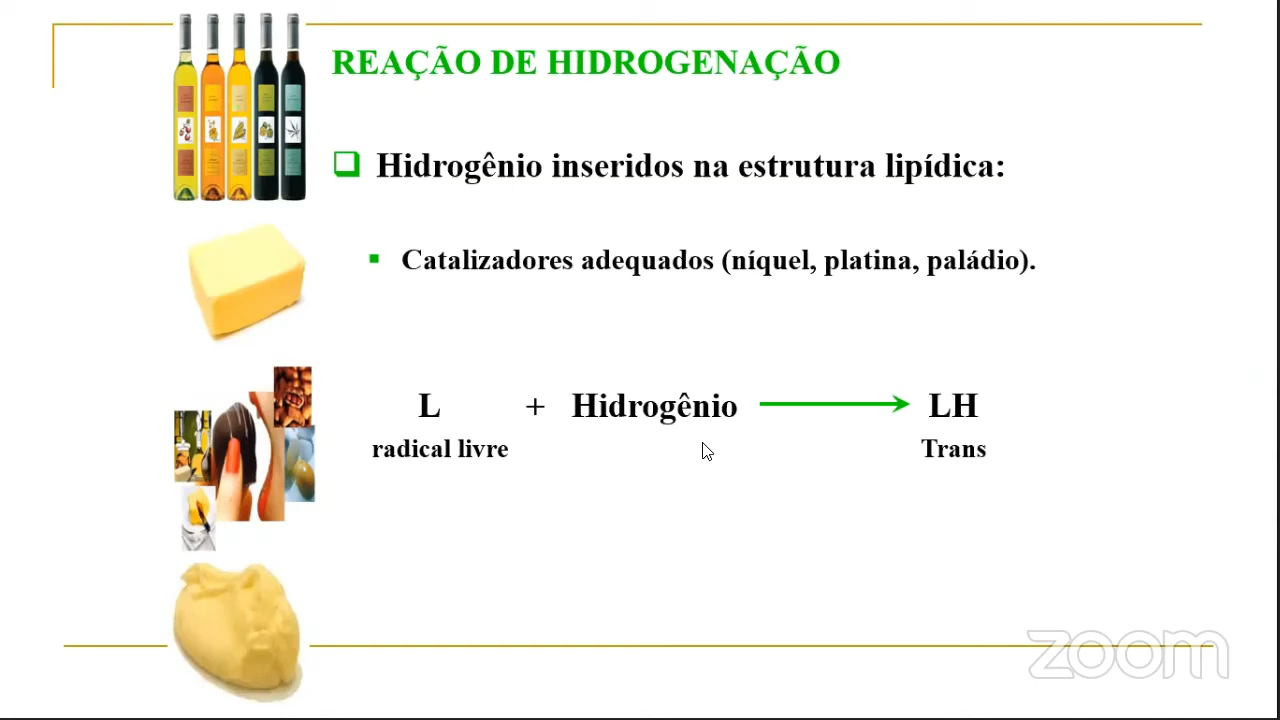 REAÇÃO DE HIDROGENAÇÃO
Hidrogênio inseridos na estrutura lipídica:
Catalizadores adequados (níquel, platina, paládio).
L + Hidrogênio LH
radical livre Trans
zoom